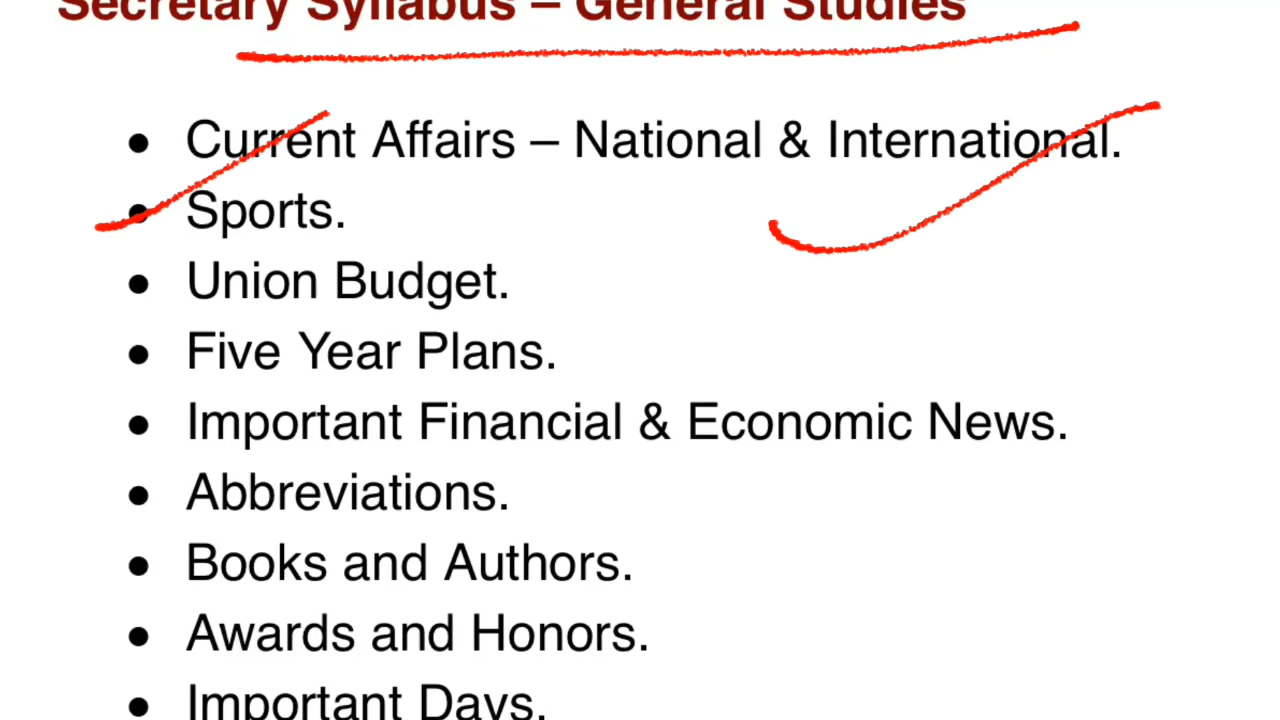 Secretary Syllabus – General Studies
• Current Affairs – National & International.
• Sports.
• Union Budget.
• Five Year Plans.
• Important Financial & Economic News.
• Abbreviations.
• Books and Authors.
• Awards and Honors.
• Important Days.